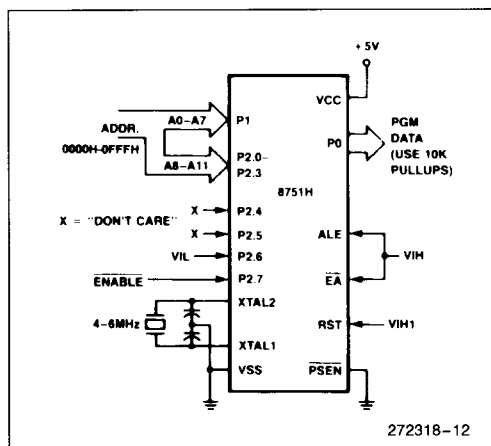 +5V
VCC
A0–A7
P1
ADDR.
0000H-0FFFH
A8–A11
P2.0-
P2.3
P0
PGM
DATA
(USE 10K
PULLUPS)
8751H
X = "DON'T CARE"
X
P2.4
X
P2.5
VIL
P2.6
ENABLE
P2.7
ALE
VIH
EA
XTAL2
4–6MHz
RST
VIH1
XTAL1
VSS
PSEN
272318–12